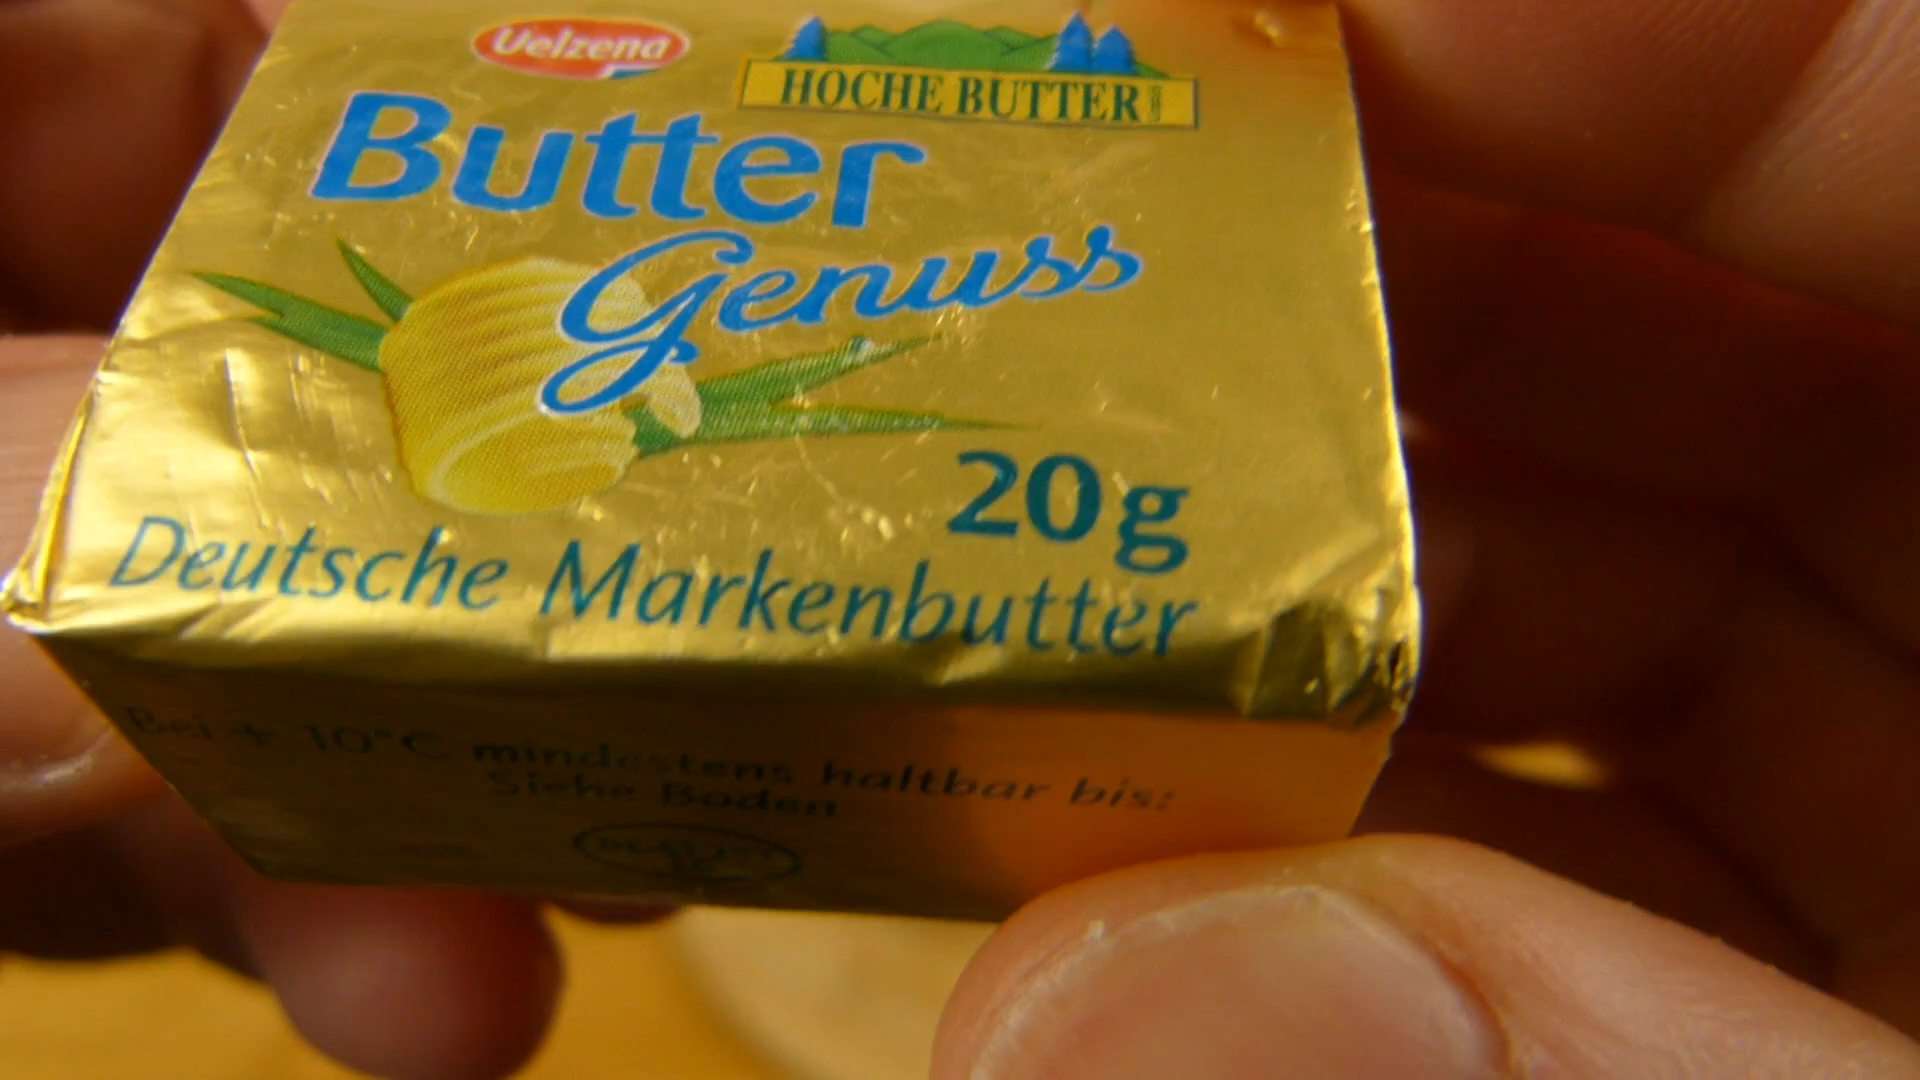 Uelzena
HOCHE BUTTER
Butter
Genuss
20g
Deutsche Markenbutter
Bei + 10°C mindestens haltbar bis:
Siehe Boden